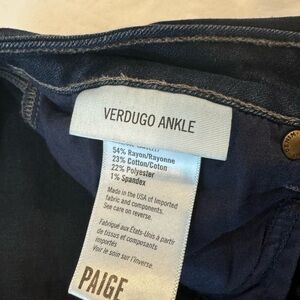 VERDUGO ANKLE
54% Rayon/Rayonne
23% Cotton/Coton
22% Polyester
1% Spandex
Made in the USA of Imported
fabric and components.
See care on reverse.
Fabriqué aux États-Unis à partir
de tissus et composants
importés
Voir le soin sur l'inverse.
PAIGE